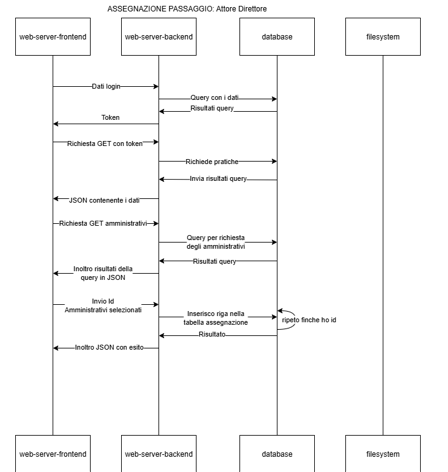 ASSEGNAZIONE PASSAGGIO: Attore Direttore
web-server-frontend
web-server-backend
database
filesystem
Dati login
Query con i dati
Risultati query
Token
Richiesta GET con token
Richiede pratiche
Invia risultati query
JSON contenente i dati
Richiesta GET amministrativi
Query per richiesta
degli amministrativi
Risultati query
Inoltro risultati della
query in JSON
Invio Id
Amministrativi selezionati
Inserisco riga nella
tabella assegnazione
ripeto finche ho id
Risultato
Inoltro JSON con esito
web-server-frontend
web-server-backend
database
filesystem